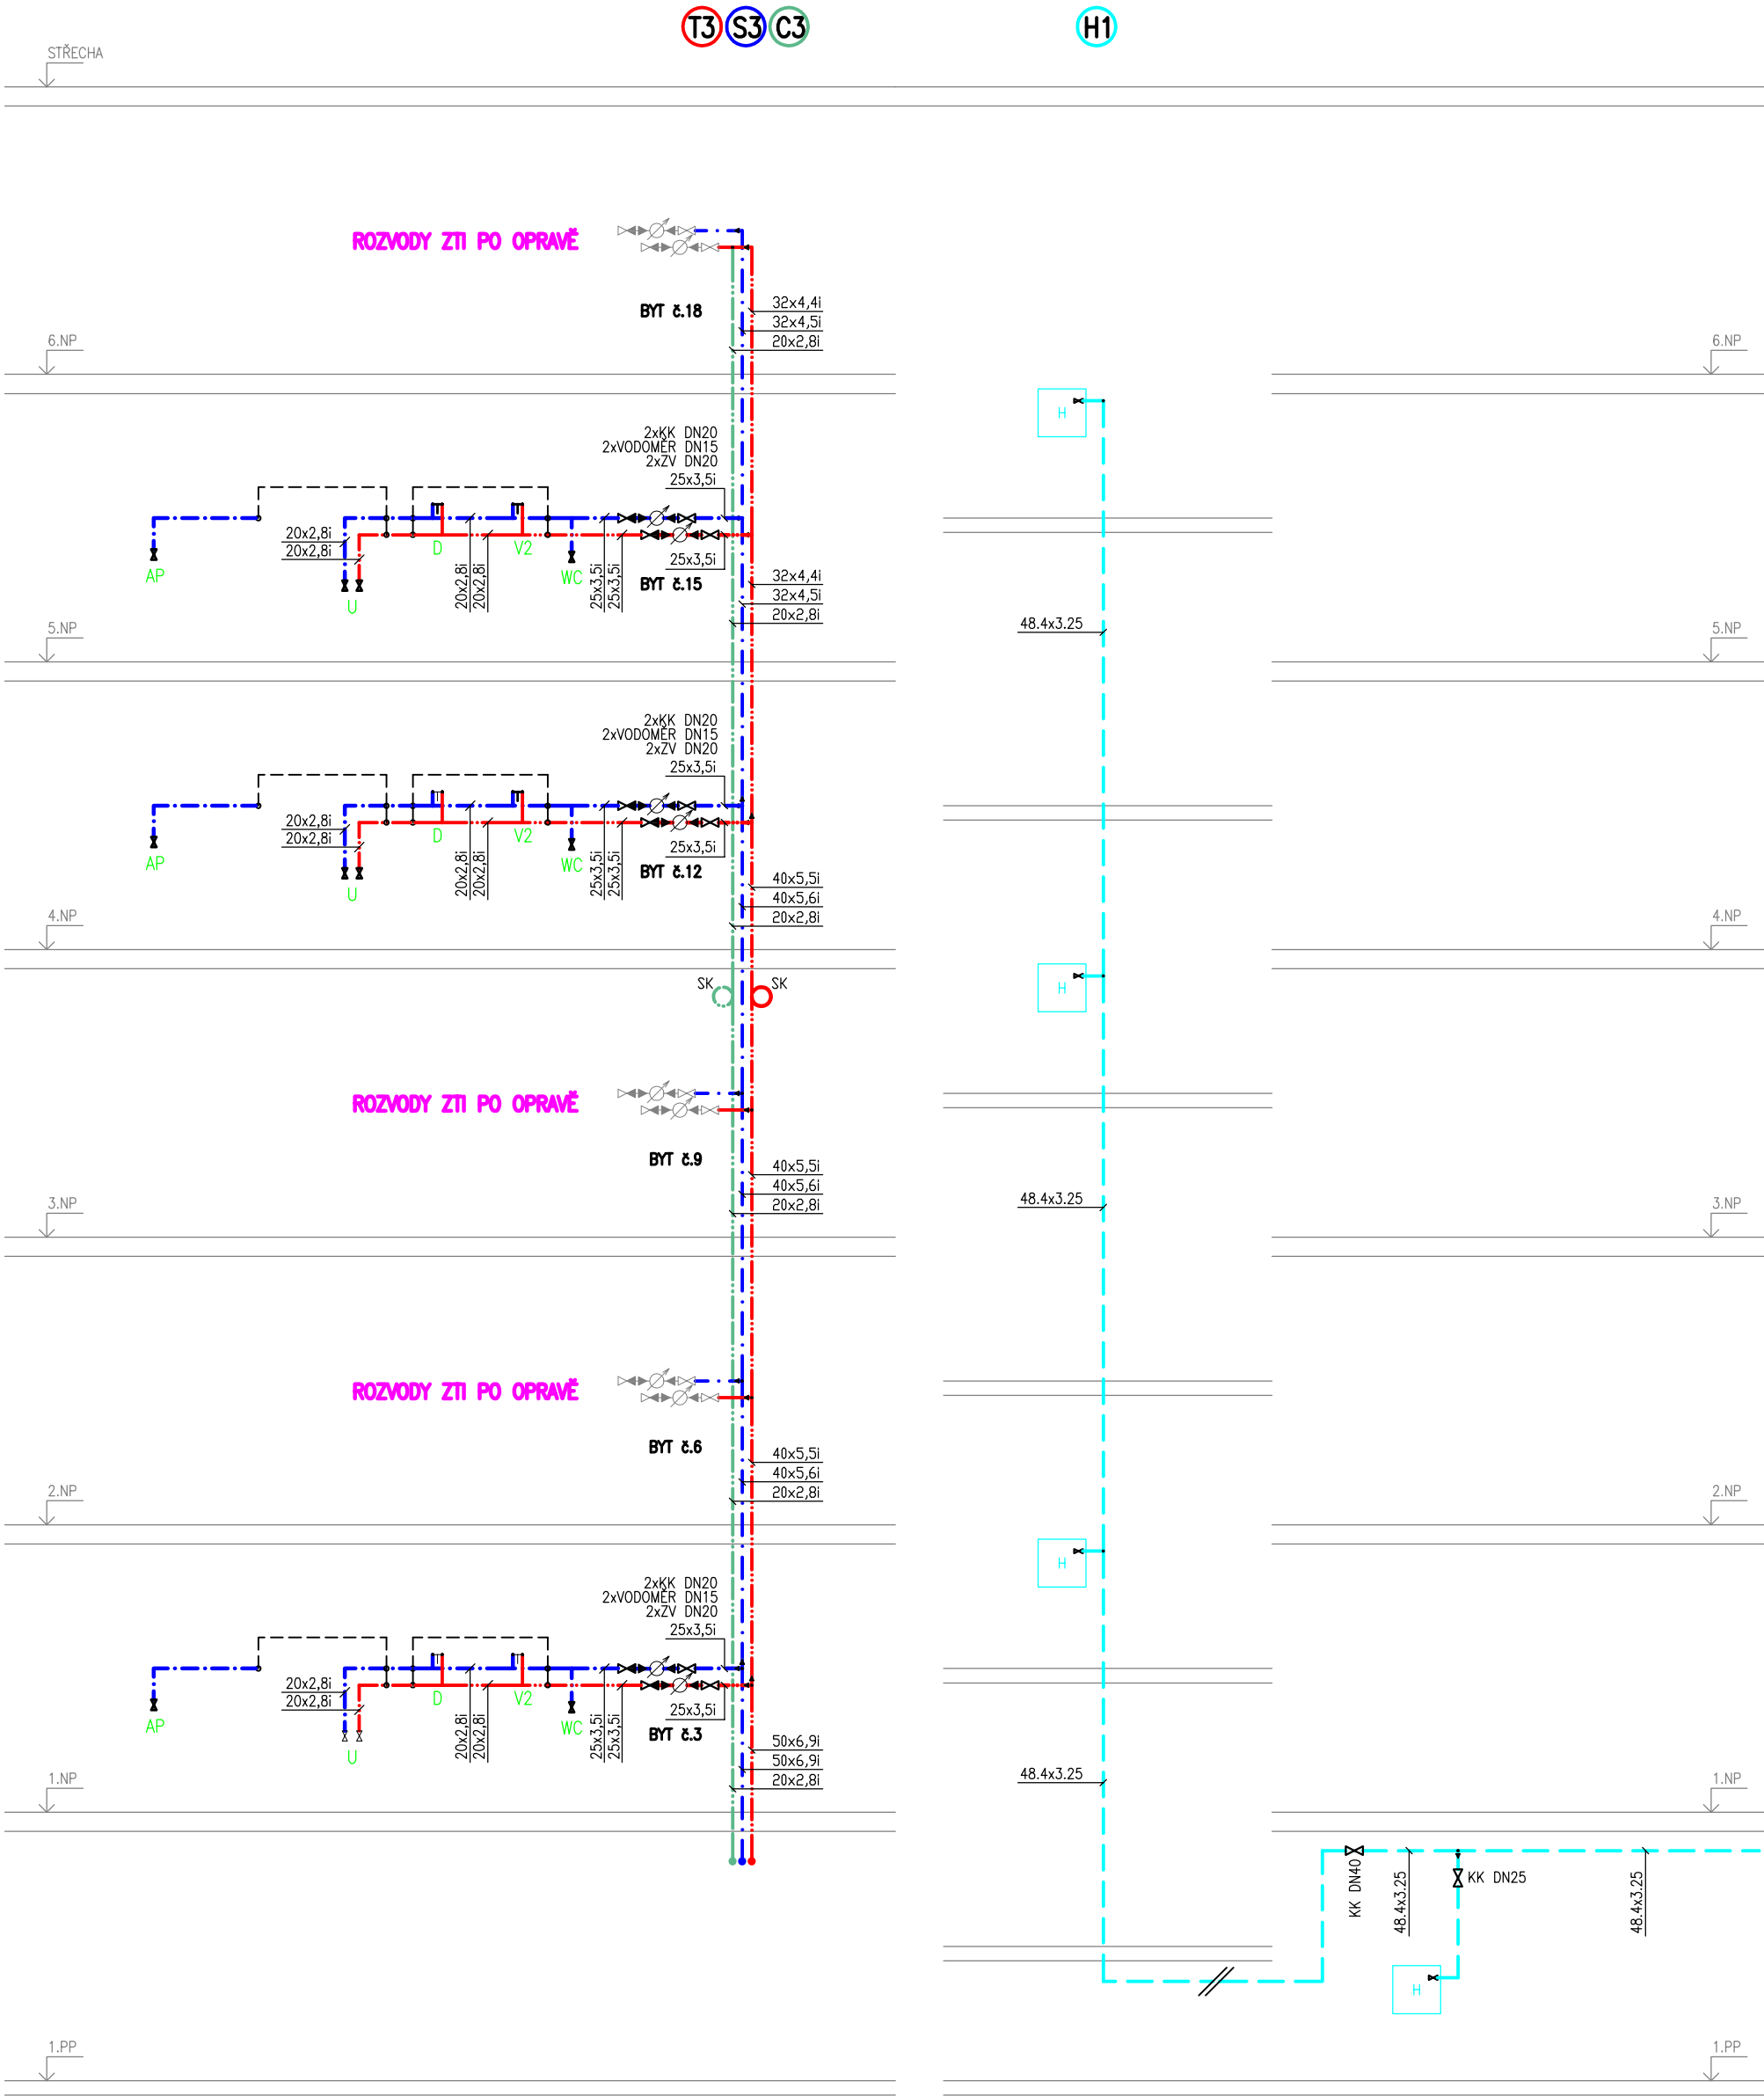 T3 S3 C3 H1
STŘECHA
ROZVODY ZTI PO OPRAVĚ
BYT č.18
32x4,4i
32x4,5i
20x2,8i
6.NP
6.NP
H
2xKK DN20
2xVODOMĚR DN15
2xZV DN20
25x3,5i
20x2,8i
20x2,8i
D
V2
AP
U
WC
20x2,8i
20x2,8i
25x3,5i
25x3,5i
25x3,5i
BYT č.15
32x4,4i
32x4,5i
20x2,8i
48.4x3.25
5.NP
5.NP
2xKK DN20
2xVODOMĚR DN15
2xZV DN20
25x3,5i
20x2,8i
20x2,8i
D
V2
AP
U
WC
20x2,8i
20x2,8i
25x3,5i
25x3,5i
25x3,5i
BYT č.12
40x5,5i
40x5,6i
20x2,8i
4.NP
4.NP
SK
SK
H
ROZVODY ZTI PO OPRAVĚ
BYT č.9
40x5,5i
40x5,6i
20x2,8i
48.4x3.25
3.NP
3.NP
ROZVODY ZTI PO OPRAVĚ
BYT č.6
40x5,5i
40x5,6i
20x2,8i
2.NP
2.NP
H
2xKK DN20
2xVODOMĚR DN15
2xZV DN20
25x3,5i
20x2,8i
20x2,8i
D
V2
AP
U
WC
20x2,8i
20x2,8i
25x3,5i
25x3,5i
25x3,5i
BYT č.3
50x6,9i
50x6,9i
20x2,8i
48.4x3.25
1.NP
1.NP
KK DN40
48.4x3.25
KK DN25
48.4x3.25
H
1.PP
1.PP